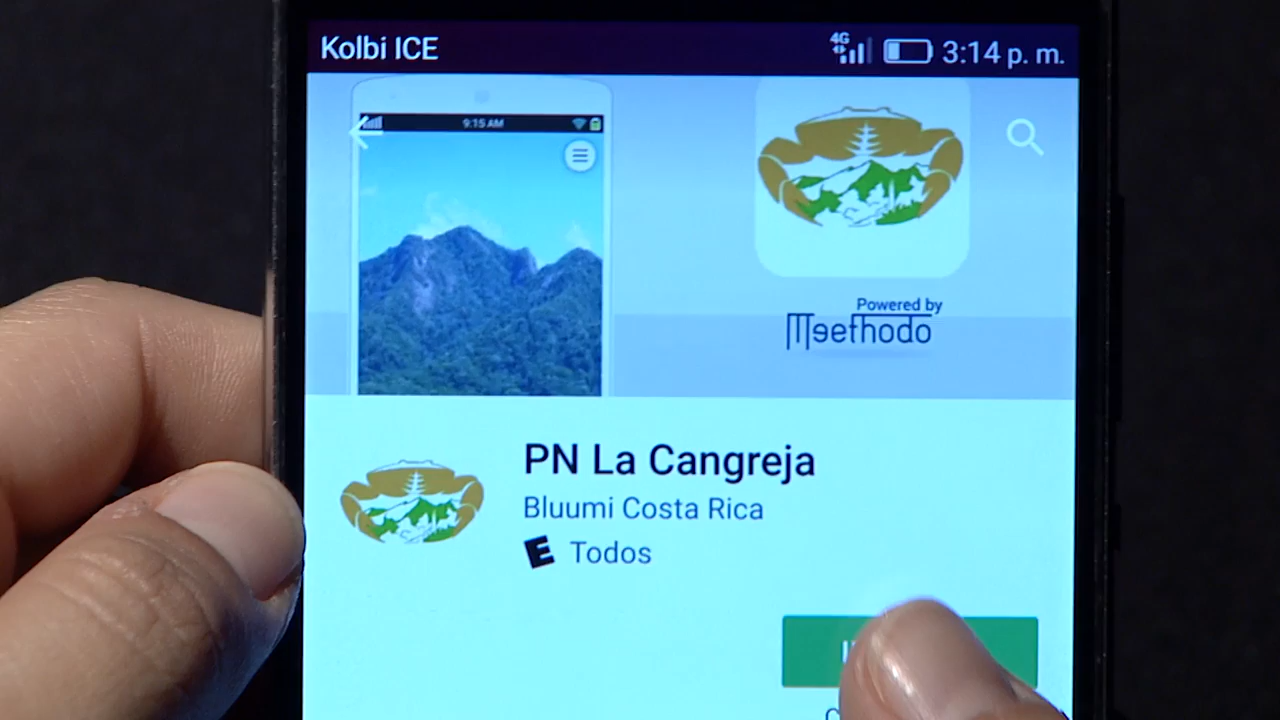 Kolbi ICE
4G
3:14 p. m.
9:15 AM
Powered by
Meethodo
PN La Cangreja
Bluumi Costa Rica
E Todos